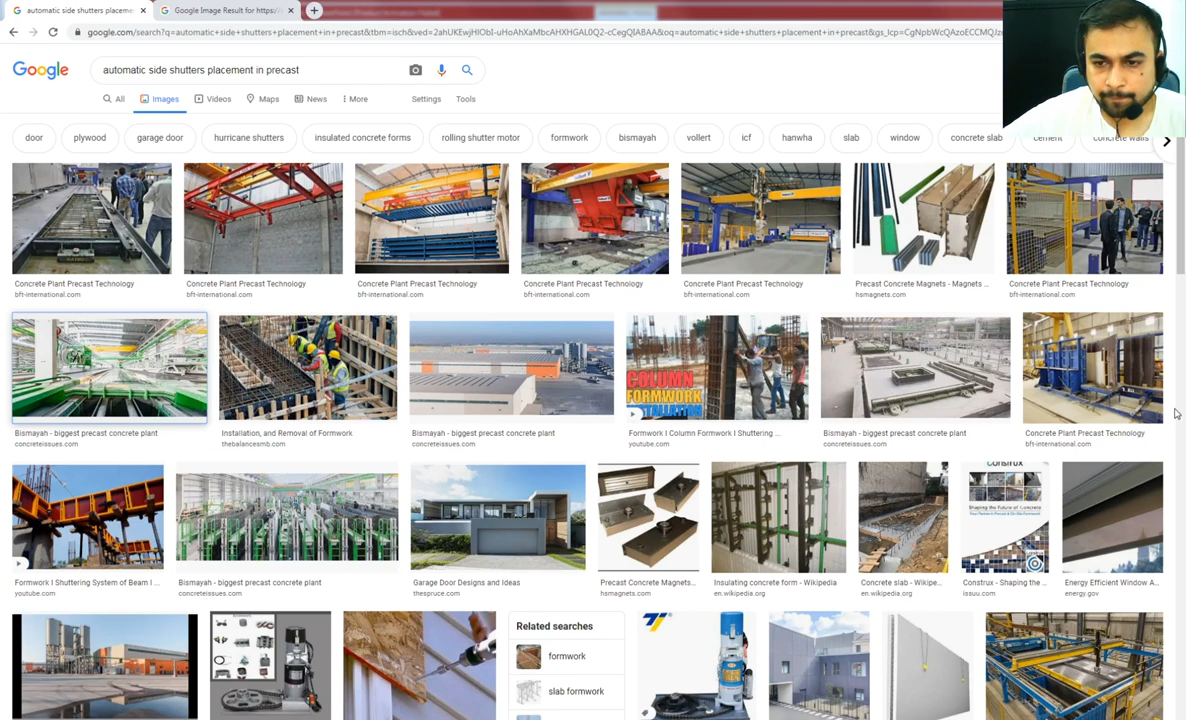 automatic side shutters placeme
Google Image Result for https://
google.com/search?q=automatic+side+shutters+placement+in+precast&tbm=isch&ved=2ahUKEwjHlObI-uHoAhXaMbcAHXHGAL0Q2-cCegQIABAA&oq=automatic+side+shutters+placement+in+precast&gs_lcp=CgNpbWcQAzoECCMQJz
Google
automatic side shutters placement in precast
All Images Videos Maps News More Settings Tools
door plywood garage door hurricane shutters insulated concrete forms rolling shutter motor formwork bismayah vollert icf hanwha slab window concrete slab cement concrete walls
Concrete Plant Precast Technology
bft-international.com
Concrete Plant Precast Technology
bft-international.com
Concrete Plant Precast Technology
bft-international.com
Concrete Plant Precast Technology
bft-international.com
Concrete Plant Precast Technology
bft-international.com
Precast Concrete Magnets - Magnets ...
hsmagnets.com
Concrete Plant Precast Technology
bft-international.com
COLUMN
FORMWORK
INSTALLATION
Bismayah - biggest precast concrete plant
concreteissues.com
Installation, and Removal of Formwork
thebalancesmb.com
Bismayah - biggest precast concrete plant
concreteissues.com
Formwork I Column Formwork I Shuttering ...
youtube.com
Bismayah - biggest precast concrete plant
concreteissues.com
Concrete Plant Precast Technology
bft-international.com
Construx
Shaping the Future of Concrete
Formwork I Shuttering System of Beam I ...
youtube.com
Bismayah - biggest precast concrete plant
concreteissues.com
Garage Door Designs and Ideas
thespruce.com
Precast Concrete Magnets...
hsmagnets.com
Insulating concrete form - Wikipedia
en.wikipedia.org
Concrete slab - Wikipe...
en.wikipedia.org
Construx - Shaping the ...
issuu.com
Energy Efficient Window A...
energy.gov
Related searches
formwork
slab formwork